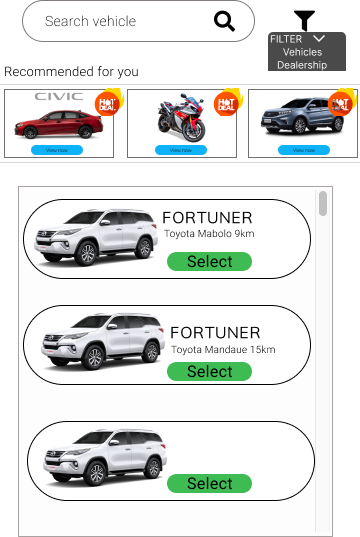 Search vehicle
FILTER
Vehicles
Dealership
Recommended for you
CIVIC
HOT
DEAL
View now
HOT
DEAL
View now
HOT
DEAL
View now
FORTUNER
Toyota Mabolo 9km
Select
FORTUNER
Toyota Mandaue 15km
Select
Select